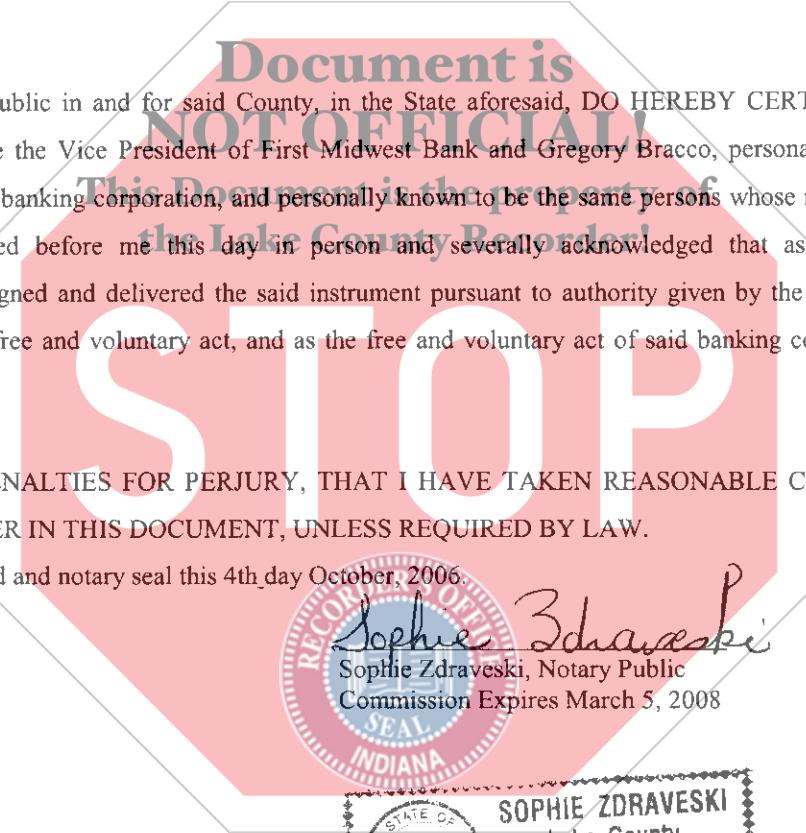 Document is
ublic in and for said County, in the State aforesaid, DO HEREBY CERT
NOT OFFICIAL!
e the Vice President of First Midwest Bank and Gregory Bracco, persona
This Document is the property of
banking corporation, and personally known to be the same persons whose
the Lake County Recorder!
ed before me this day in person and severally acknowledged that as
gned and delivered the said instrument pursuant to authority given by the
free and voluntary act, and as the free and voluntary act of said banking co
STOP
ENALTIES FOR PERJURY, THAT I HAVE TAKEN REASONABLE C
ER IN THIS DOCUMENT, UNLESS REQUIRED BY LAW.
d and notary seal this 4th day October, 2006.
RECORDER'S OFFICE
Sophie Zdraveski
Sophie Zdraveski, Notary Public
Commission Expires March 5, 2008
SEAL
INDIANA
SOPHIE ZDRAVESKI
STATE OF
Lake County